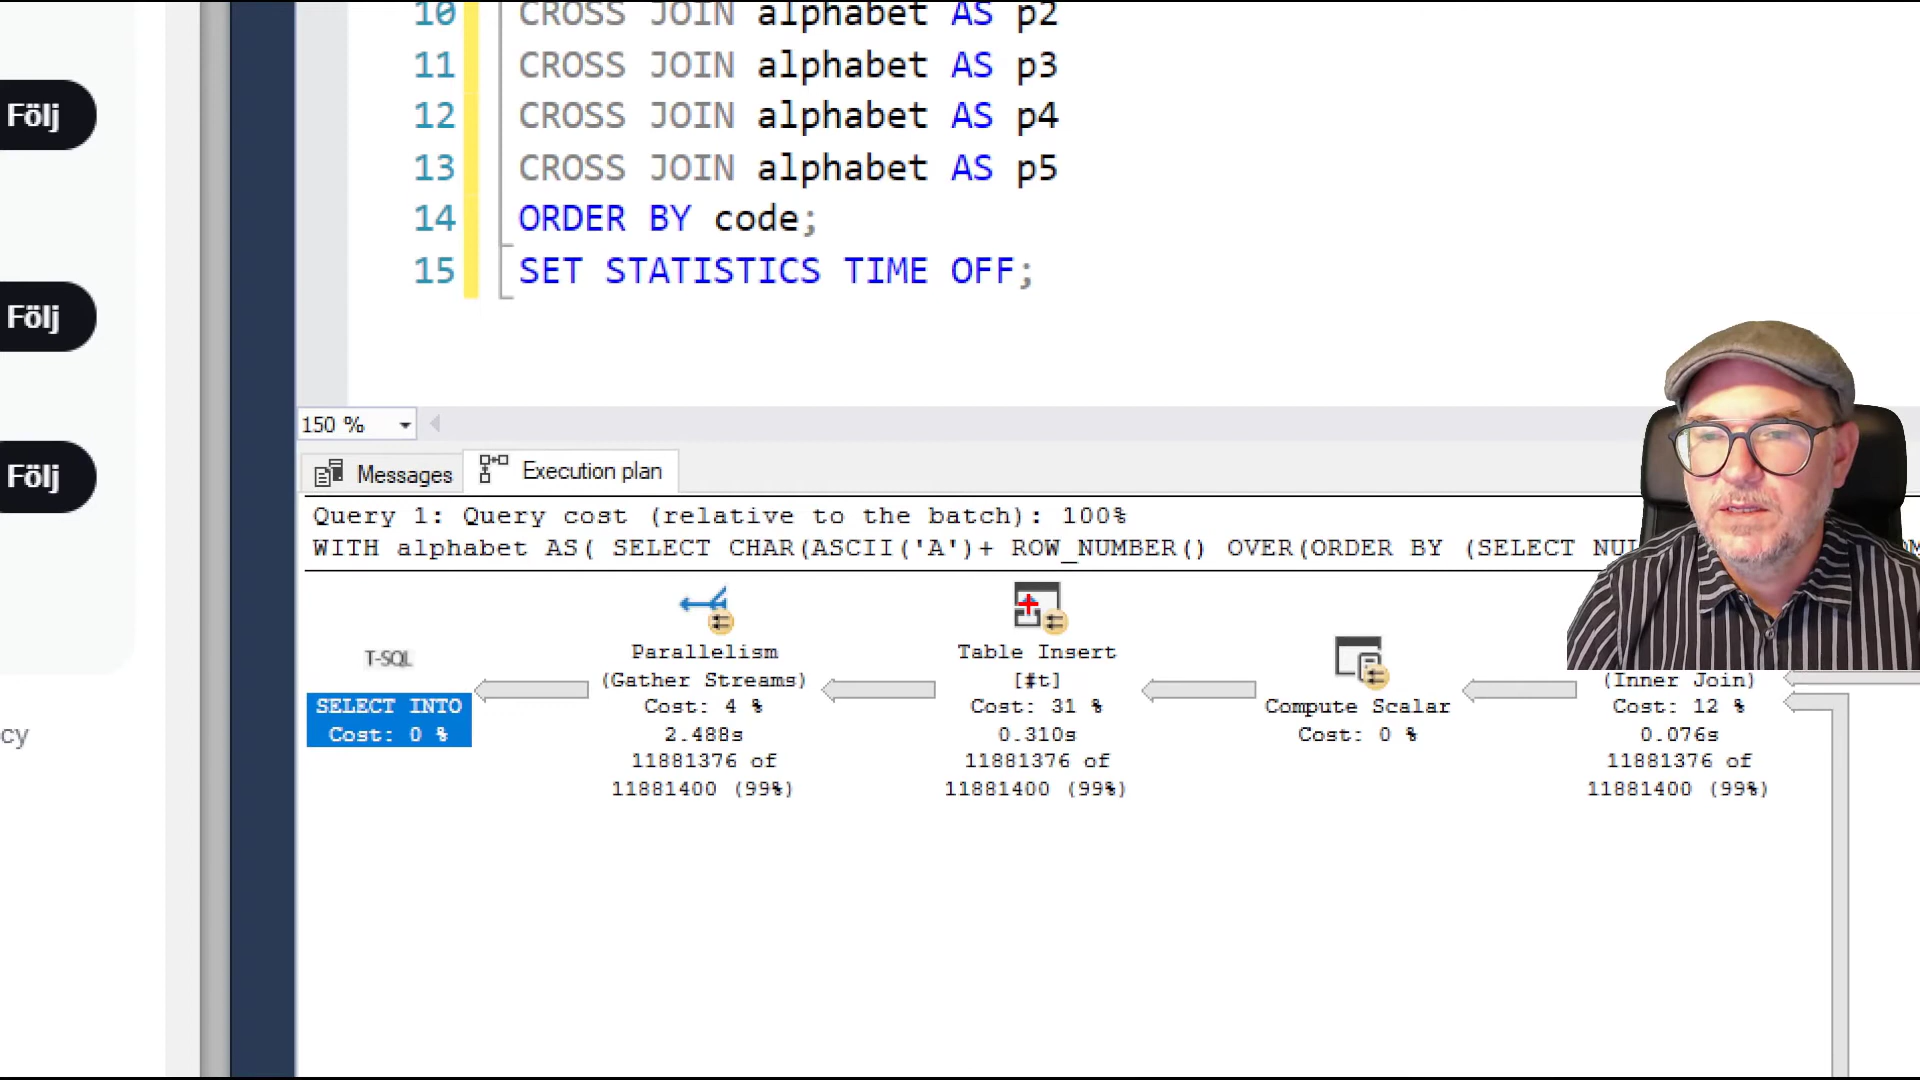 Följ
Följ
Följ
cy
10 CROSS JOIN alphabet AS p2
11 CROSS JOIN alphabet AS p3
12 CROSS JOIN alphabet AS p4
13 CROSS JOIN alphabet AS p5
14 ORDER BY code;
15 SET STATISTICS TIME OFF;
150 %
Messages Execution plan
Query 1: Query cost (relative to the batch): 100%
WITH alphabet AS( SELECT CHAR(ASCII('A')+ ROW_NUMBER() OVER(ORDER BY (SELECT NUL
T-SQL
SELECT INTO
Cost: 0 %
Parallelism
(Gather Streams)
Cost: 4 %
2.488s
11881376 of
11881400 (99%)
Table Insert
[#t]
Cost: 31 %
0.310s
11881376 of
11881400 (99%)
Compute Scalar
Cost: 0 %
(Inner Join)
Cost: 12 %
0.076s
11881376 of
11881400 (99%)